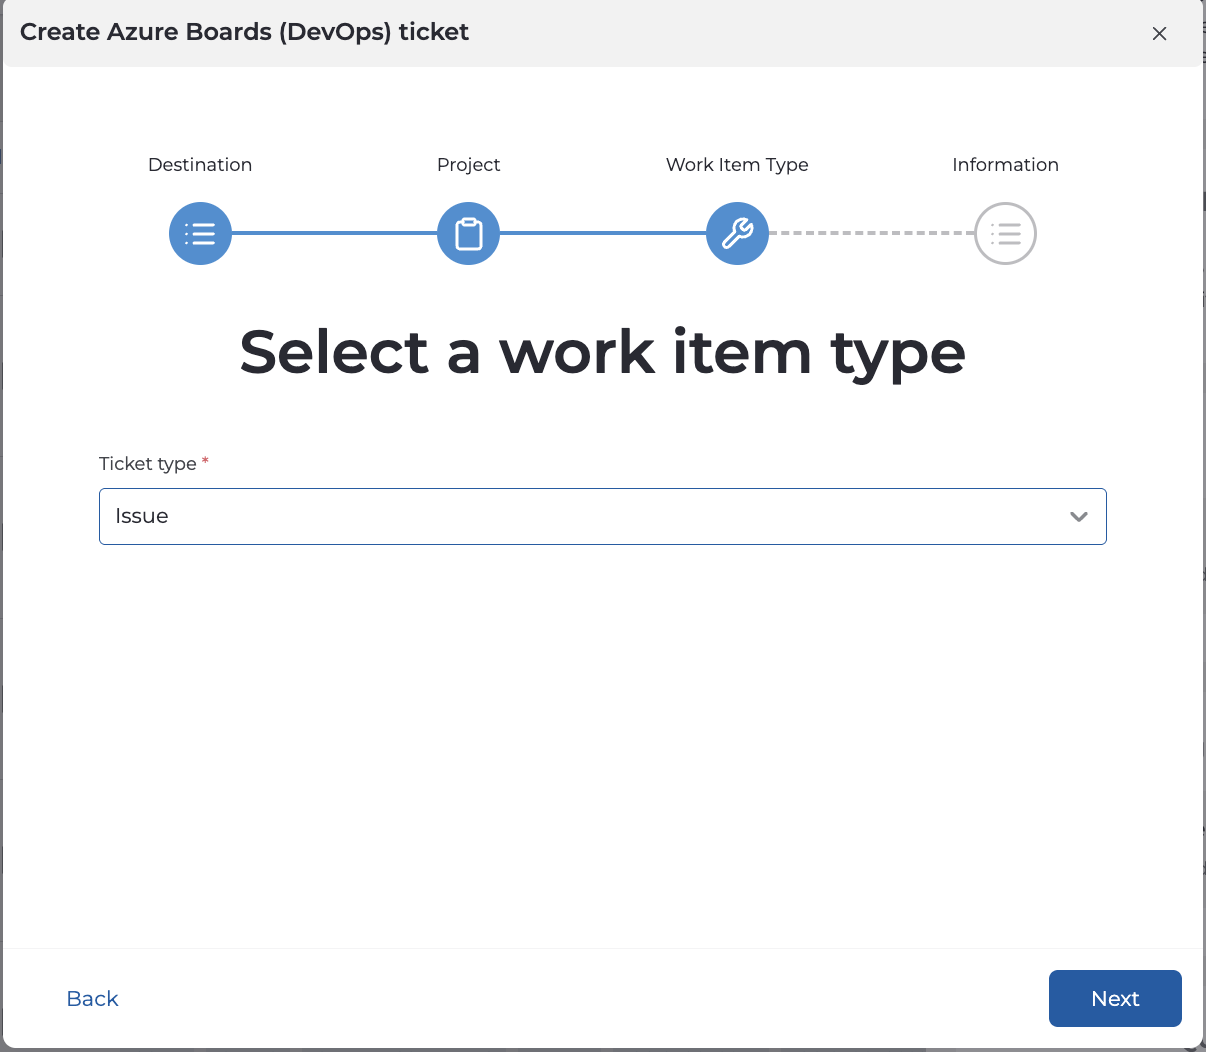 Create Azure Boards (DevOps) ticket
Destination
Project
Work Item Type
Information
Select a work item type
Ticket type *
Issue
Back
Next